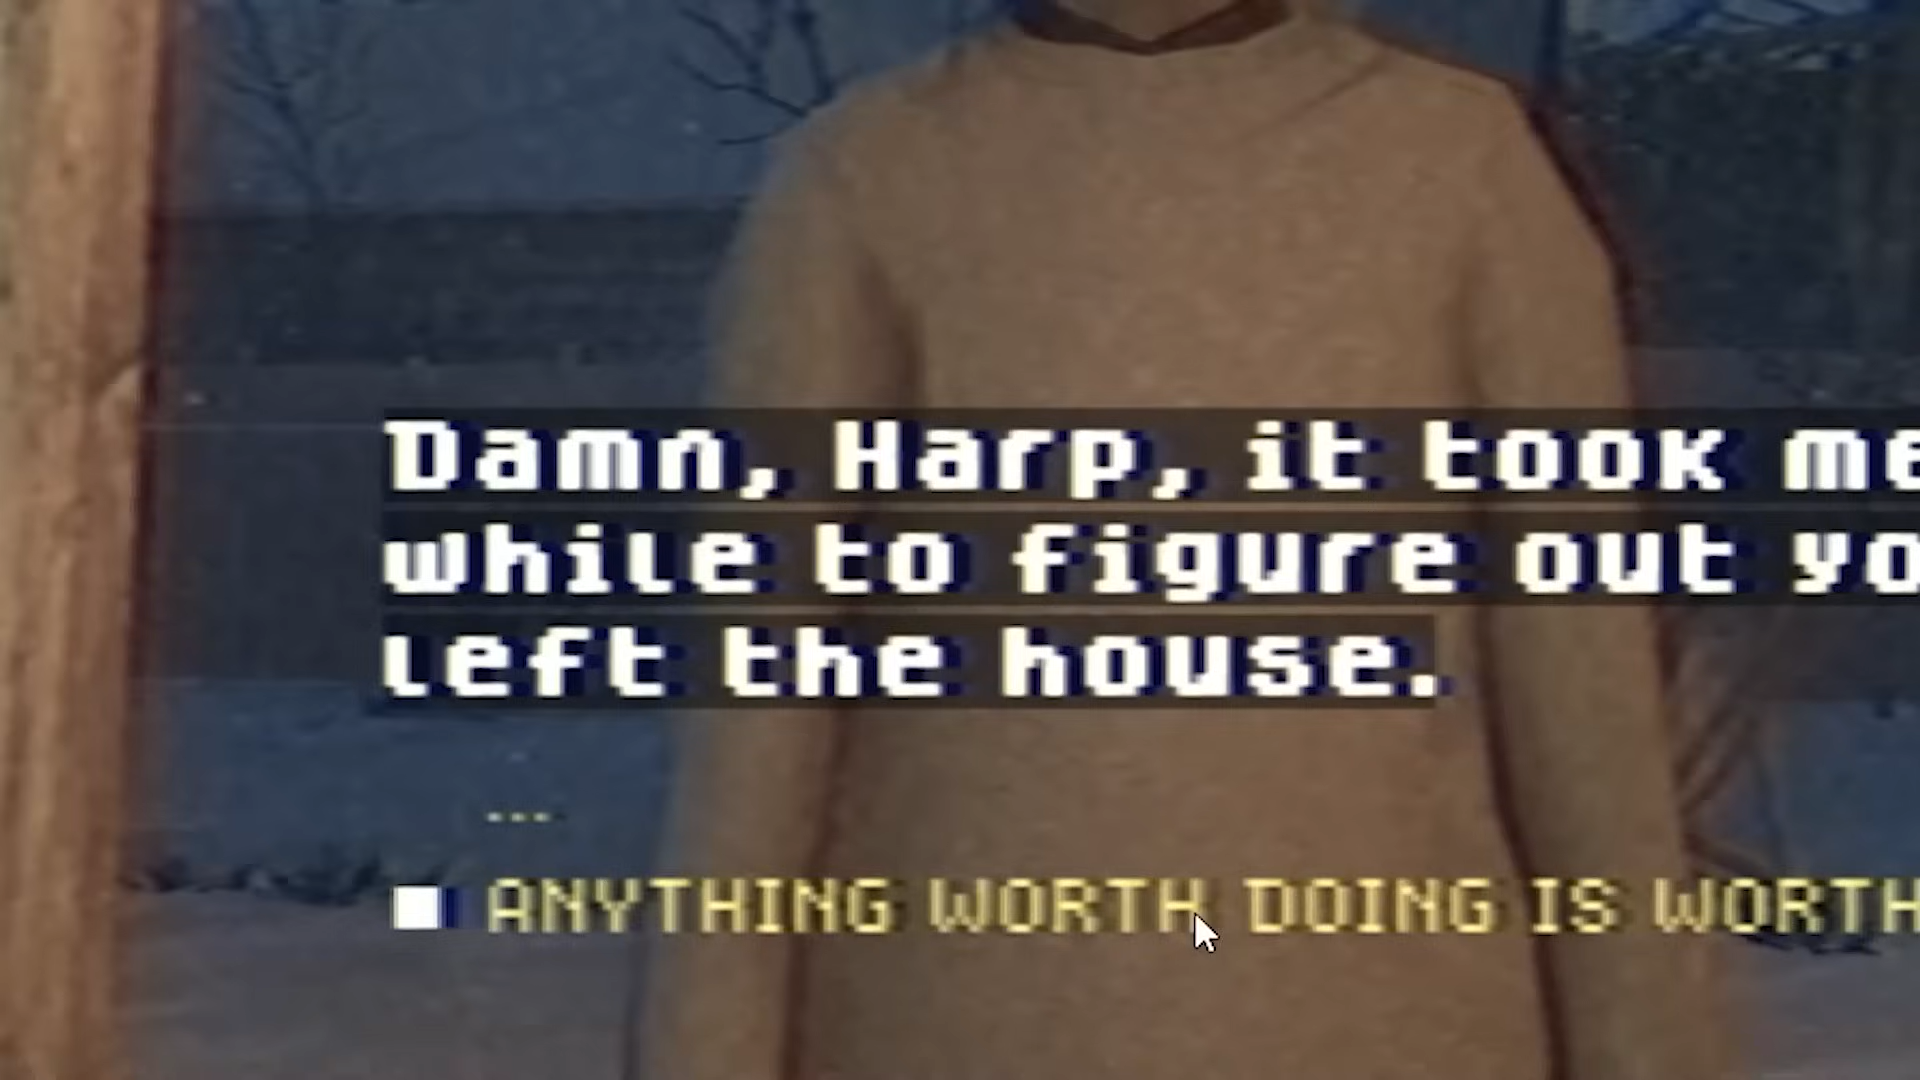 Damn, Harp, it took me
while to figure out yo
left the house.
...
ANYTHING WORTH DOING IS WORTH